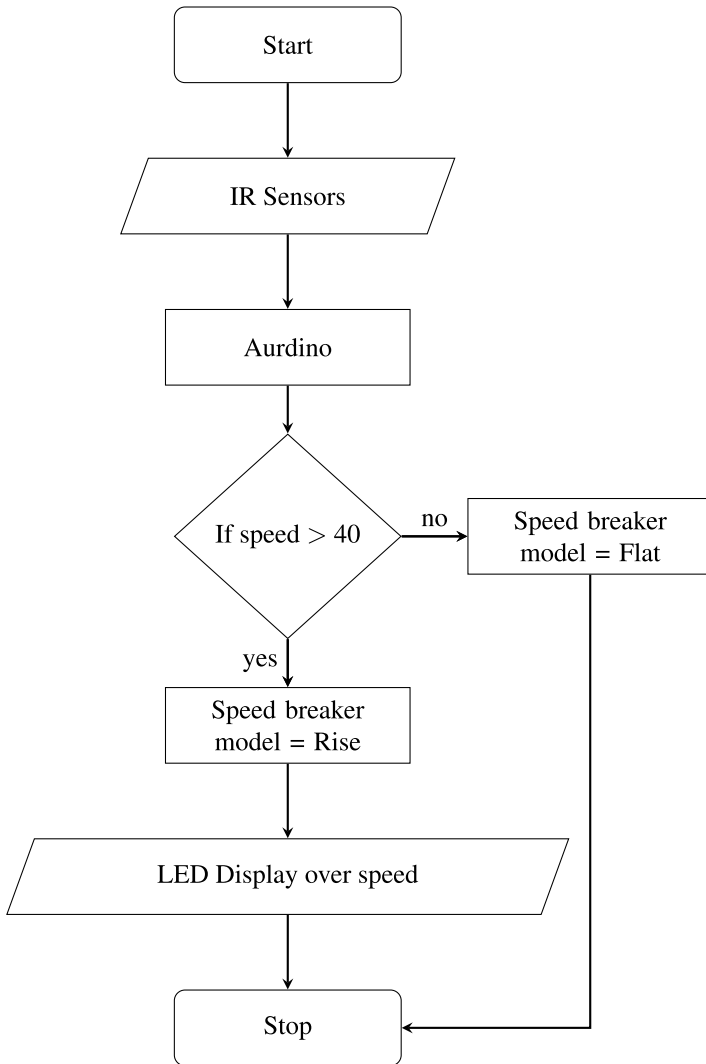 Start
IR Sensors
Aurdino
If speed > 40
no
Speed breaker
model = Flat
yes
Speed breaker
model = Rise
LED Display over speed
Stop